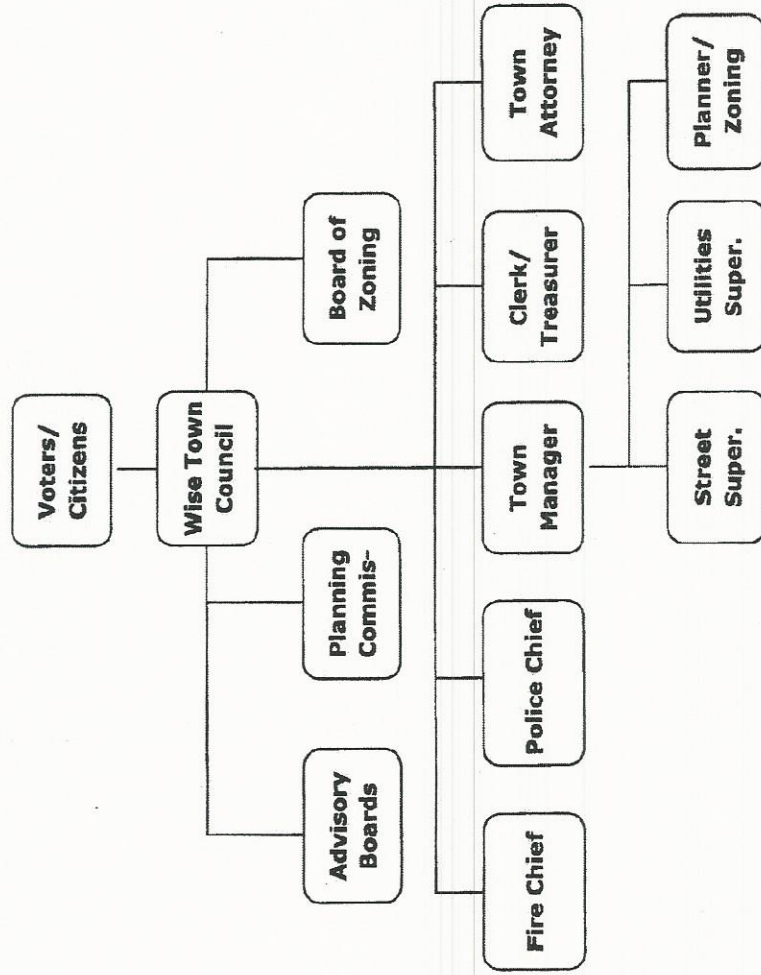 Voters/
Citizens
Wise Town
Council
Advisory
Boards
Planning
Commis-
Board of
Zoning
Fire Chief
Police Chief
Town
Manager
Clerk/
Treasurer
Town
Attorney
Street
Super.
Utilities
Super.
Planner/
Zoning